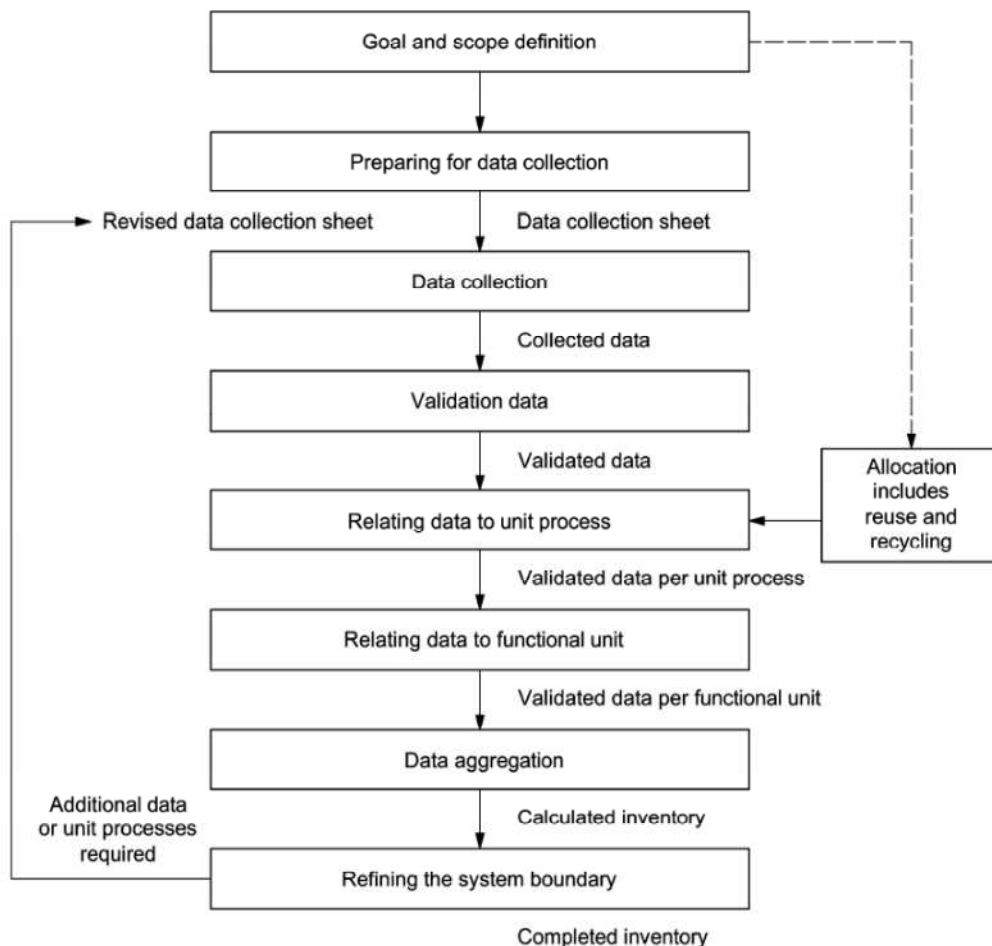 Goal and scope definition
Preparing for data collection
Revised data collection sheet
Data collection sheet
Data collection
Collected data
Validation data
Validated data
Allocation
includes
reuse and
recycling
Relating data to unit process
Validated data per unit process
Relating data to functional unit
Validated data per functional unit
Data aggregation
Additional data
or unit processes
required
Calculated inventory
Refining the system boundary
Completed inventory